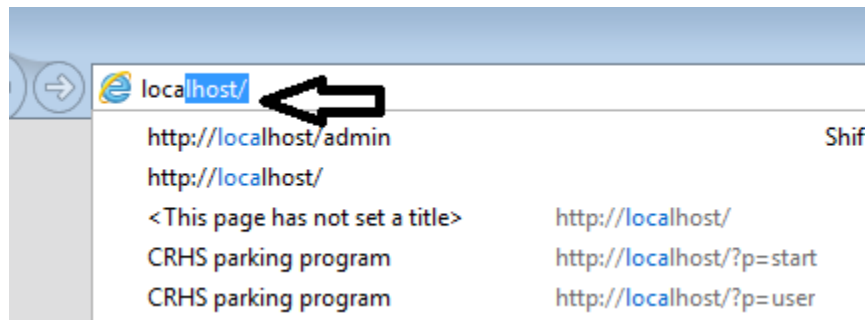 localhost/
http://localhost/admin Shif
http://localhost/
<This page has not set a title> http://localhost/
CRHS parking program http://localhost/?p=start
CRHS parking program http://localhost/?p=user